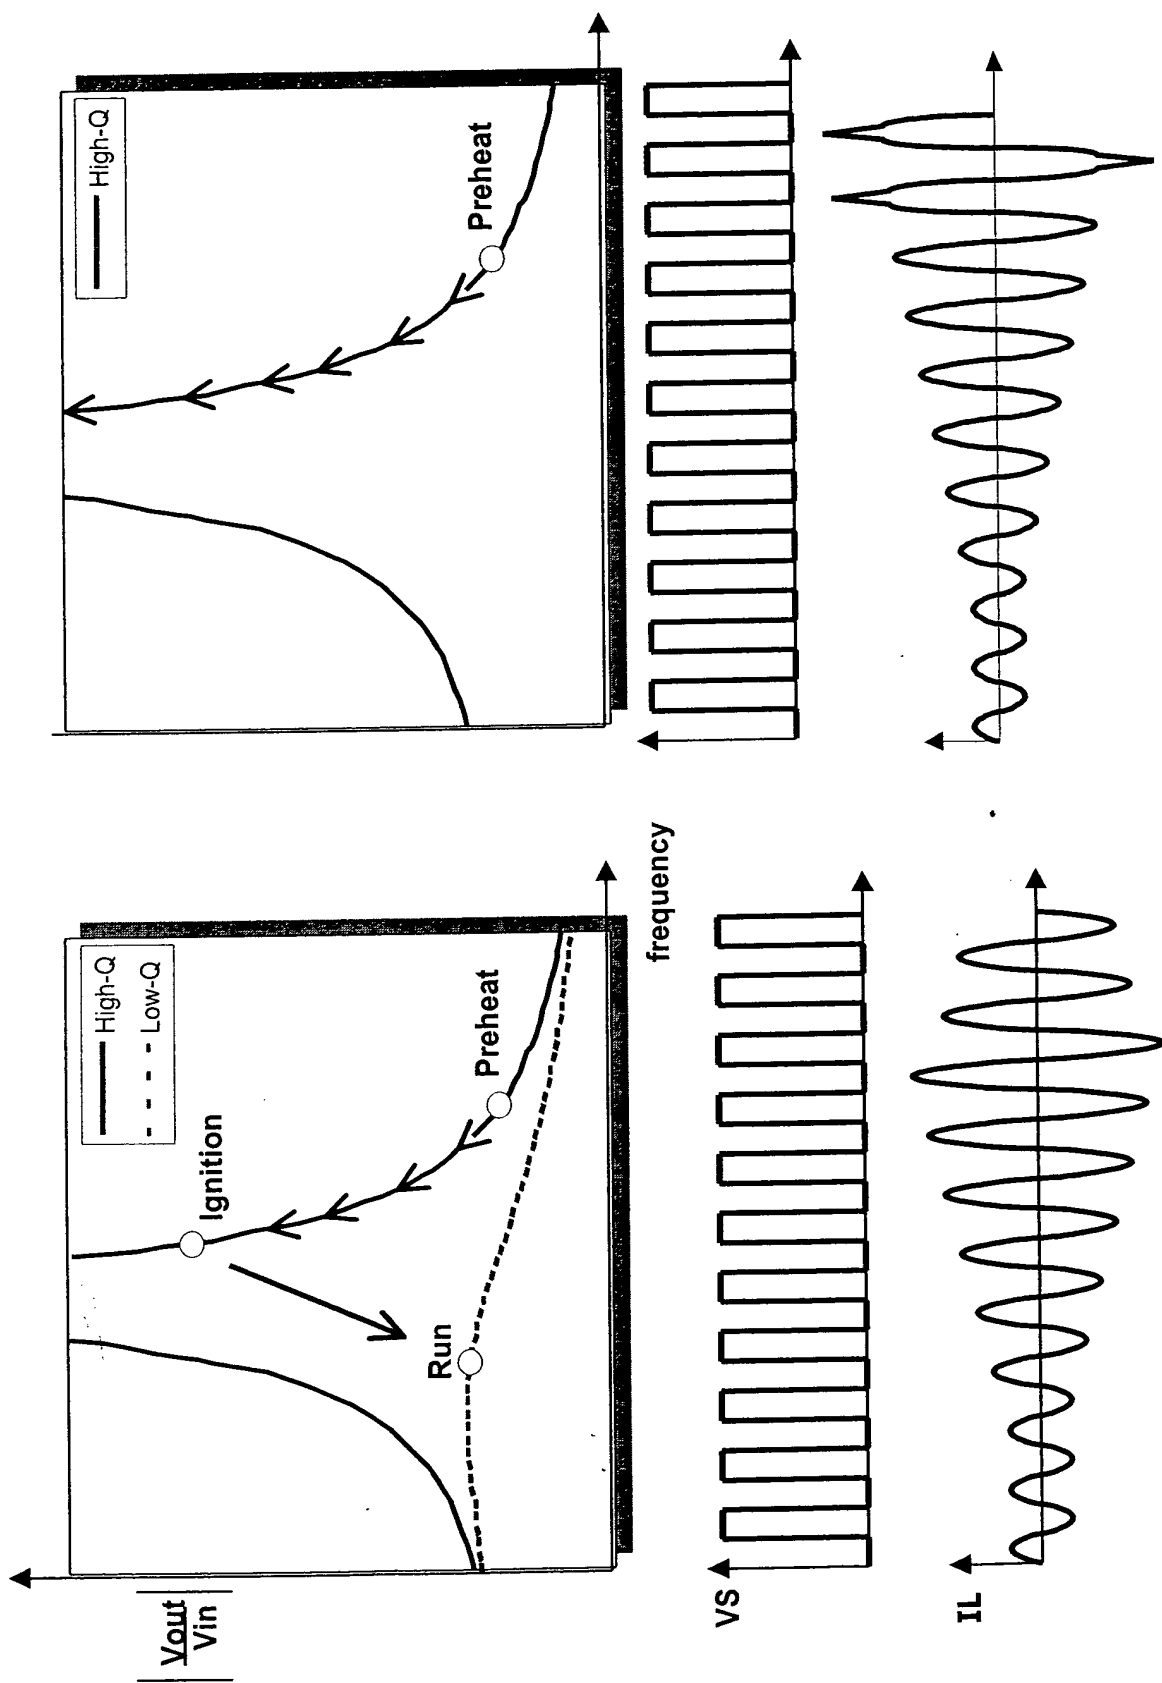 Vout
Vin
High-Q
Low-Q
Ignition
Preheat
Run
frequency
VS
IL
High-Q
Preheat